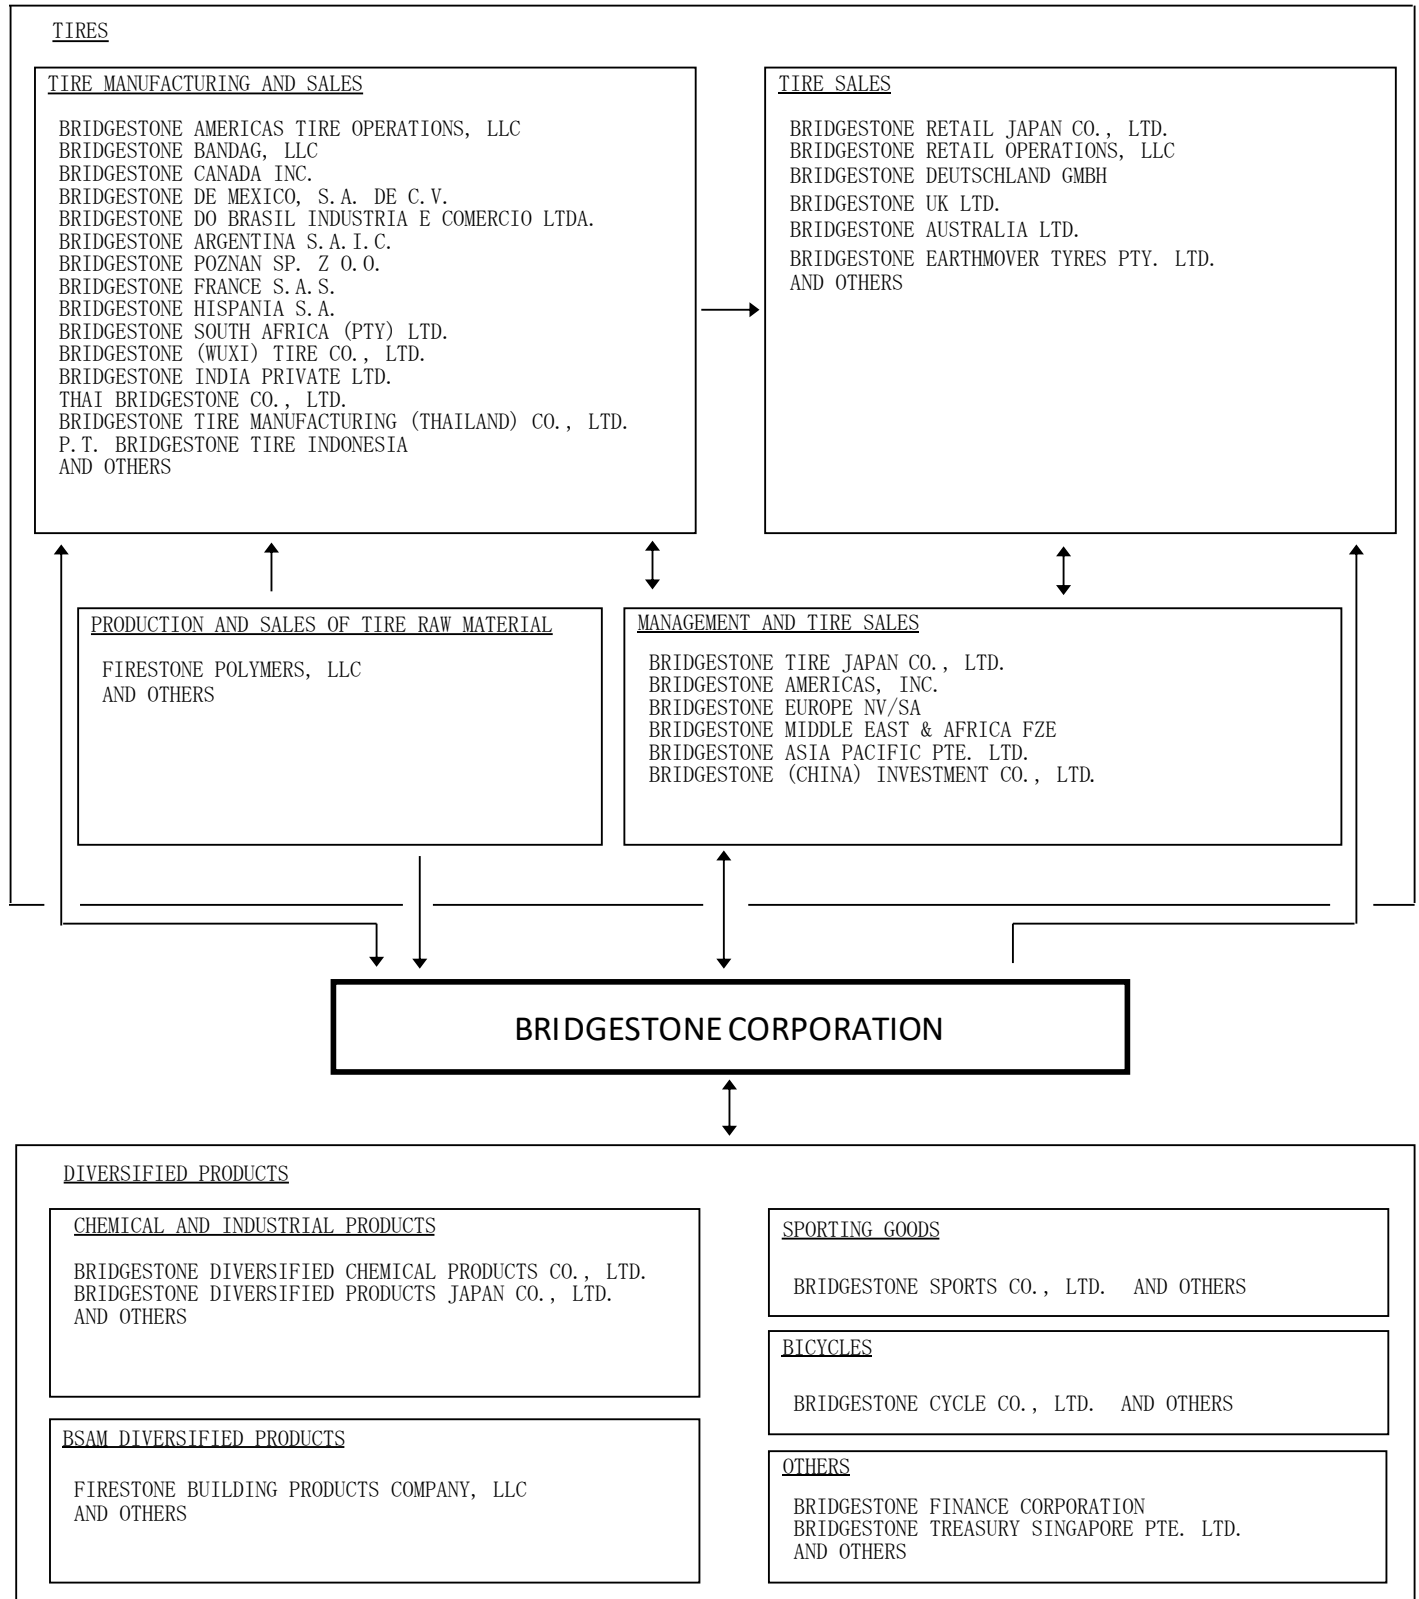 TIRES
TIRE MANUFACTURING AND SALES
BRIDGESTONE AMERICAS TIRE OPERATIONS, LLC
BRIDGESTONE BANDAG, LLC
BRIDGESTONE CANADA INC.
BRIDGESTONE DE MEXICO, S.A. DE C.V.
BRIDGESTONE DO BRASIL INDUSTRIA E COMERCIO LTDA.
BRIDGESTONE ARGENTINA S.A.I.C.
BRIDGESTONE POZNAN SP. Z O.O.
BRIDGESTONE FRANCE S.A.S.
BRIDGESTONE HISPANIA S.A.
BRIDGESTONE SOUTH AFRICA (PTY) LTD.
BRIDGESTONE (WUXI) TIRE CO., LTD.
BRIDGESTONE INDIA PRIVATE LTD.
THAI BRIDGESTONE CO., LTD.
BRIDGESTONE TIRE MANUFACTURING (THAILAND) CO., LTD.
P.T. BRIDGESTONE TIRE INDONESIA
AND OTHERS
TIRE SALES
BRIDGESTONE RETAIL JAPAN CO., LTD.
BRIDGESTONE RETAIL OPERATIONS, LLC
BRIDGESTONE DEUTSCHLAND GMBH
BRIDGESTONE UK LTD.
BRIDGESTONE AUSTRALIA LTD.
BRIDGESTONE EARTHMOVER TYRES PTY. LTD.
AND OTHERS
PRODUCTION AND SALES OF TIRE RAW MATERIAL
FIRESTONE POLYMERS, LLC
AND OTHERS
MANAGEMENT AND TIRE SALES
BRIDGESTONE TIRE JAPAN CO., LTD.
BRIDGESTONE AMERICAS, INC.
BRIDGESTONE EUROPE NV/SA
BRIDGESTONE MIDDLE EAST & AFRICA FZE
BRIDGESTONE ASIA PACIFIC PTE. LTD.
BRIDGESTONE (CHINA) INVESTMENT CO., LTD.
BRIDGESTONE CORPORATION
DIVERSIFIED PRODUCTS
CHEMICAL AND INDUSTRIAL PRODUCTS
BRIDGESTONE DIVERSIFIED CHEMICAL PRODUCTS CO., LTD.
BRIDGESTONE DIVERSIFIED PRODUCTS JAPAN CO., LTD.
AND OTHERS
BSAM DIVERSIFIED PRODUCTS
FIRESTONE BUILDING PRODUCTS COMPANY, LLC
AND OTHERS
SPORTING GOODS
BRIDGESTONE SPORTS CO., LTD. AND OTHERS
BICYCLES
BRIDGESTONE CYCLE CO., LTD. AND OTHERS
OTHERS
BRIDGESTONE FINANCE CORPORATION
BRIDGESTONE TREASURY SINGAPORE PTE. LTD.
AND OTHERS